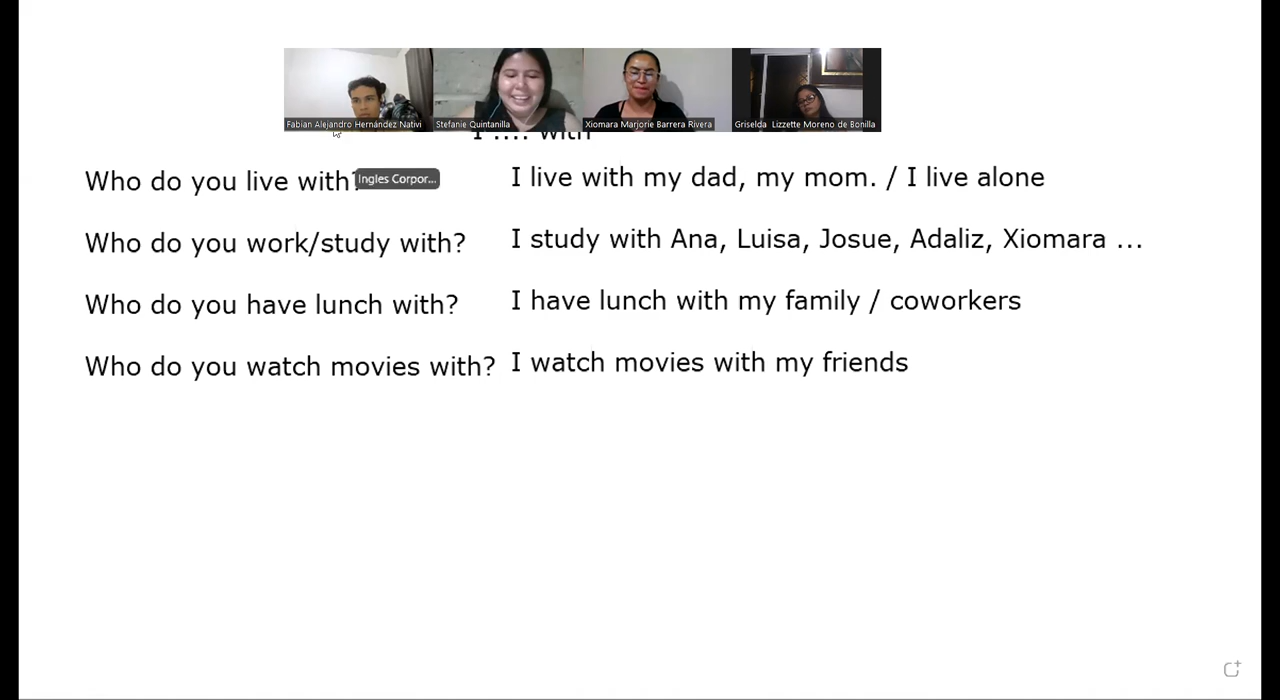 Fabian Alejandro Hernández Nativi
Stefanie Quintanilla
Xiomara Marjorie Barrera Rivera
Griselda Lizzette Moreno de Bonilla
I .... with
Who do you live with?
Ingles Corpor...
I live with my dad, my mom. / I live alone
Who do you work/study with?
I study with Ana, Luisa, Josue, Adaliz, Xiomara ...
Who do you have lunch with?
I have lunch with my family / coworkers
Who do you watch movies with?
I watch movies with my friends